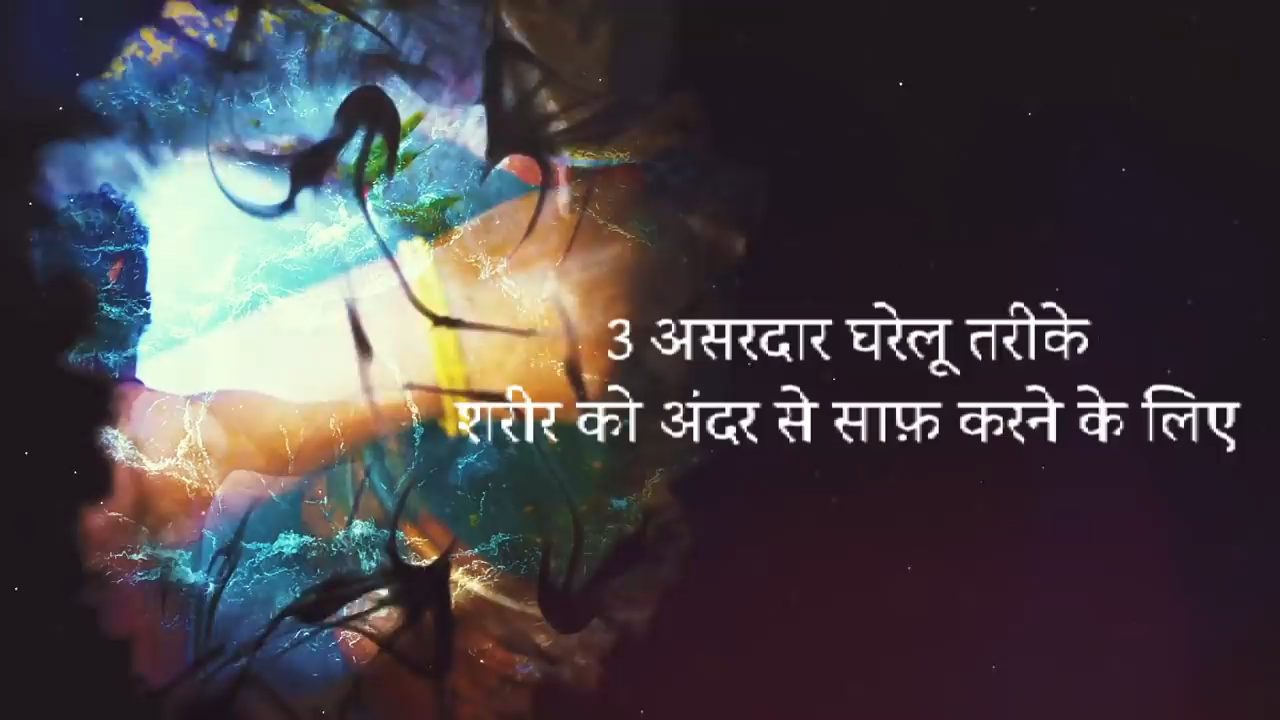 3 असरदार घरेलू तरीके
शरीर को अंदर से साफ़ करने के लिए